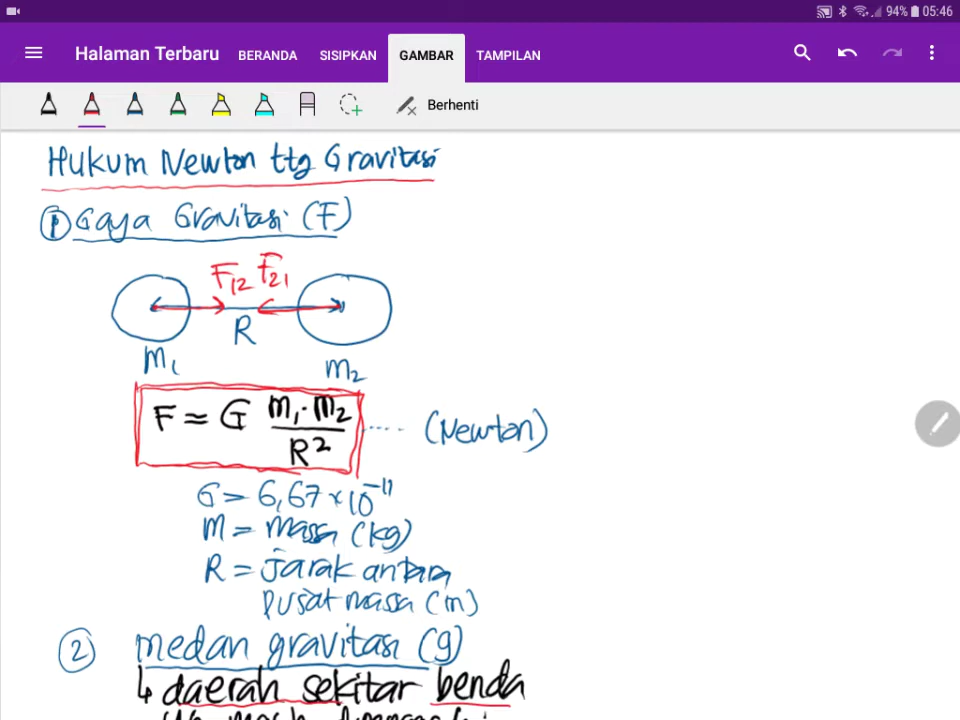 94% 05:46
Halaman Terbaru BERANDA SISIPKAN GAMBAR TAMPILAN
Berhenti
Hukum Newton ttg Gravitasi
① Gaya Gravitasi (F)
F12 F21
R
M1
m2
F = G m1 . m2 / R²
.... (Newton)
G = 6,67 × 10⁻¹¹
M = massa (kg)
R = jarak antara
pusat massa (m)
② medan gravitasi (g)
↳ daerah sekitar benda